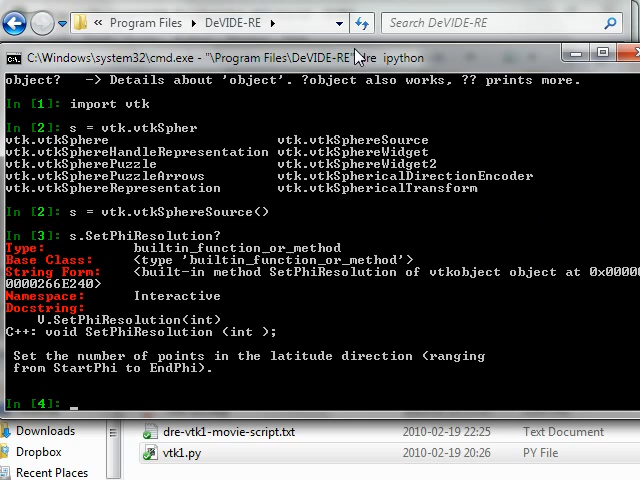 « Program Files ▸ DeVIDE-RE ▸
Search DeVIDE-RE
C:\Windows\system32\cmd.exe - "\Program Files\DeVIDE-RE\dre ipython
object?   -> Details about 'object'. ?object also works, ?? prints more.
In [1]: import vtk
In [2]: s = vtk.vtkSpher
vtk.vtkSphere                     vtk.vtkSphereSource
vtk.vtkSphereHandleRepresentation vtk.vtkSphereWidget
vtk.vtkSpherePuzzle               vtk.vtkSphereWidget2
vtk.vtkSpherePuzzleArrows         vtk.vtkSphericalDirectionEncoder
vtk.vtkSphereRepresentation       vtk.vtkSphericalTransform
In [2]: s = vtk.vtkSphereSource()
In [3]: s.SetPhiResolution?
Type:           builtin_function_or_method
Base Class:     <type 'builtin_function_or_method'>
String Form:    <built-in method SetPhiResolution of vtkobject object at 0x00000
0000266E240>
Namespace:      Interactive
Docstring:
    V.SetPhiResolution(int)
C++: void SetPhiResolution (int );
Set the number of points in the latitude direction (ranging
from StartPhi to EndPhi).
In [4]:
Downloads
dre-vtk1-movie-script.txt 2010-02-19 22:25 Text Document
Dropbox
vtk1.py 2010-02-19 20:26 PY File
Recent Places